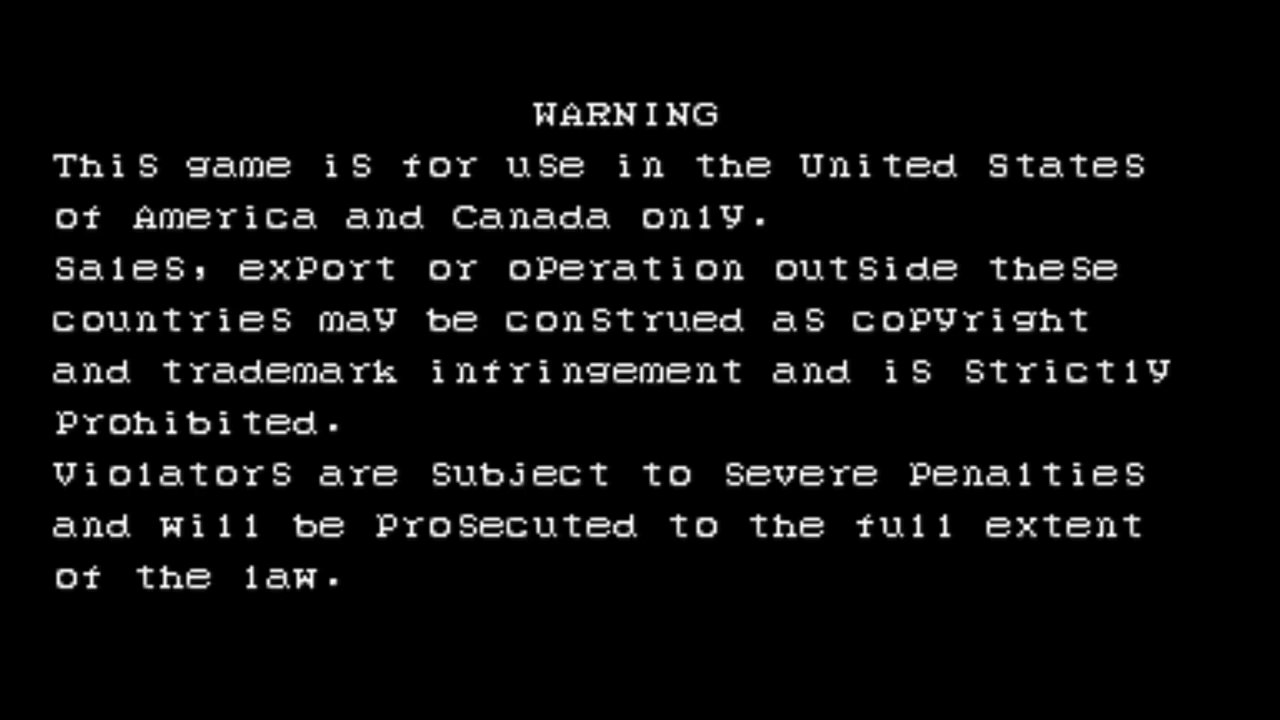 WARNING
This game is for use in the United States
of America and Canada only.
Sales, export or operation outside these
countries may be construed as copyright
and trademark infringement and is strictly
prohibited.
Violators are subject to severe penalties
and will be prosecuted to the full extent
of the law.